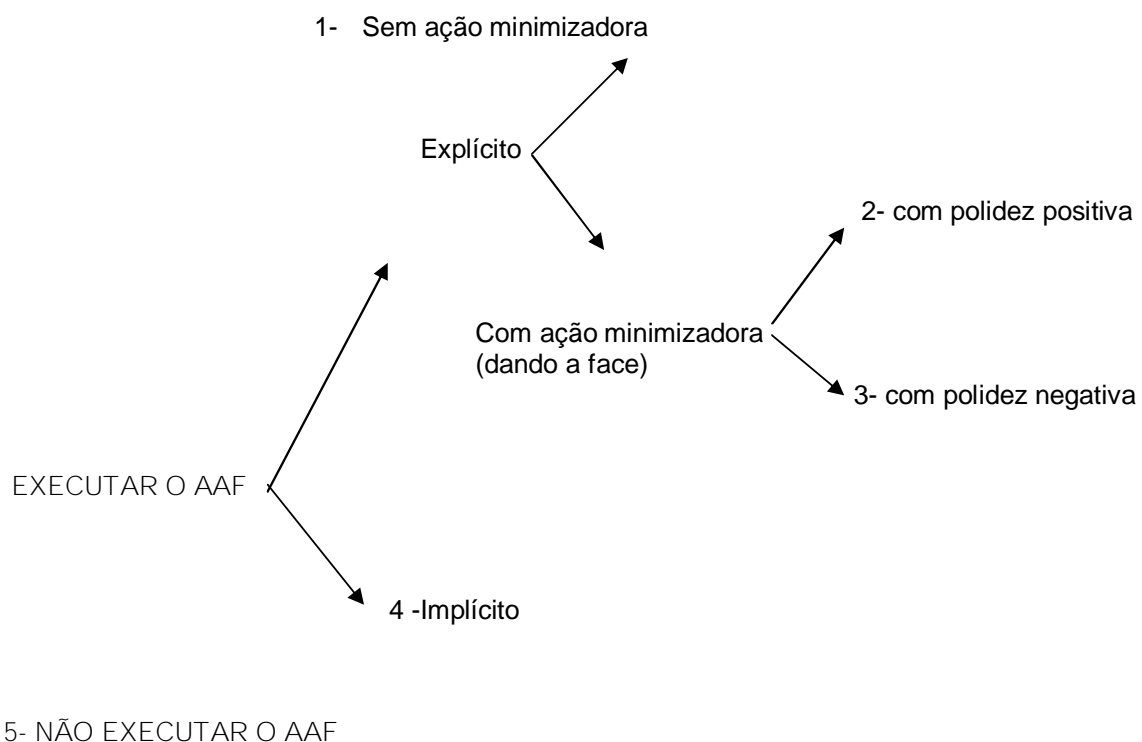 1- Sem ação minimizadora
Explícito
2- com polidez positiva
Com ação minimizadora
(dando a face)
3- com polidez negativa
EXECUTAR O AAF
4 -Implícito
5- NÃO EXECUTAR O AAF